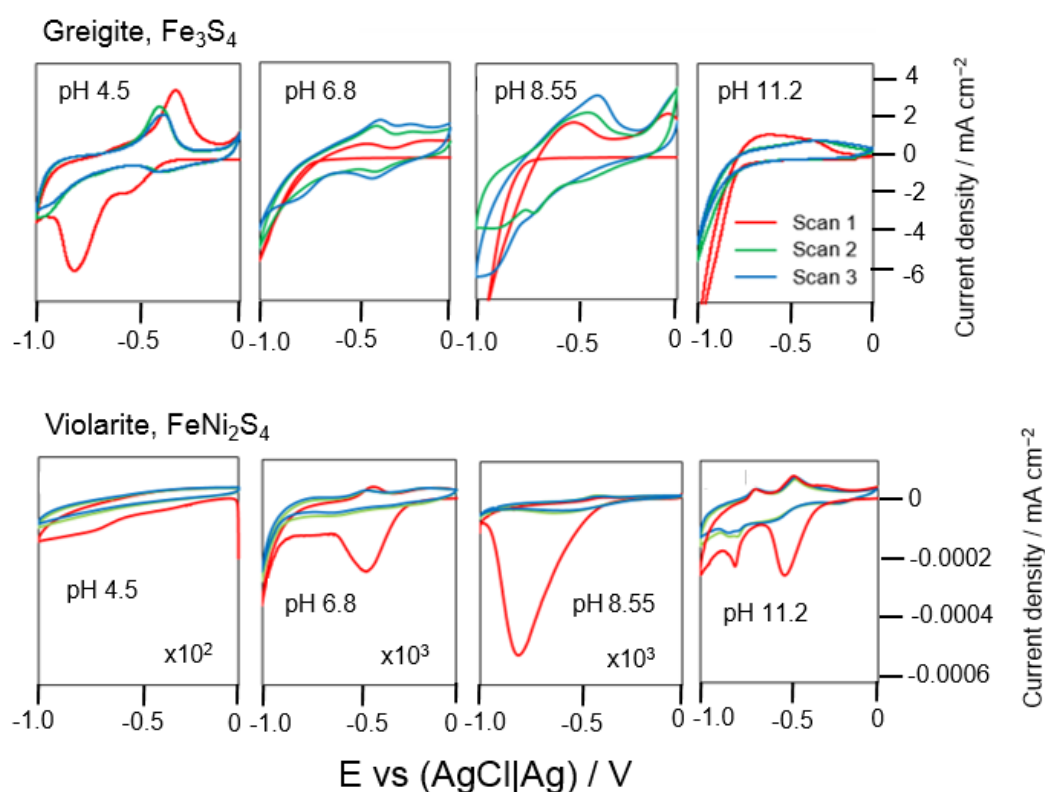 Greigite, Fe₃S₄
pH 4.5
pH 6.8
pH 8.55
pH 11.2
Scan 1
Scan 2
Scan 3
4
2
0
-2
-4
-6
Current density / mA cm⁻²
-1.0 -0.5 0 -1.0 -0.5 0 -1.0 -0.5 0 -1.0 -0.5 0
Violarite, FeNi₂S₄
pH 4.5
x10²
pH 6.8
x10³
pH 8.55
x10³
pH 11.2
0
-0.0002
-0.0004
-0.0006
Current density / mA cm⁻²
-1.0 -0.5 0 -1.0 -0.5 0 -1.0 -0.5 0 -1.0 -0.5 0
E vs (AgCl|Ag) / V